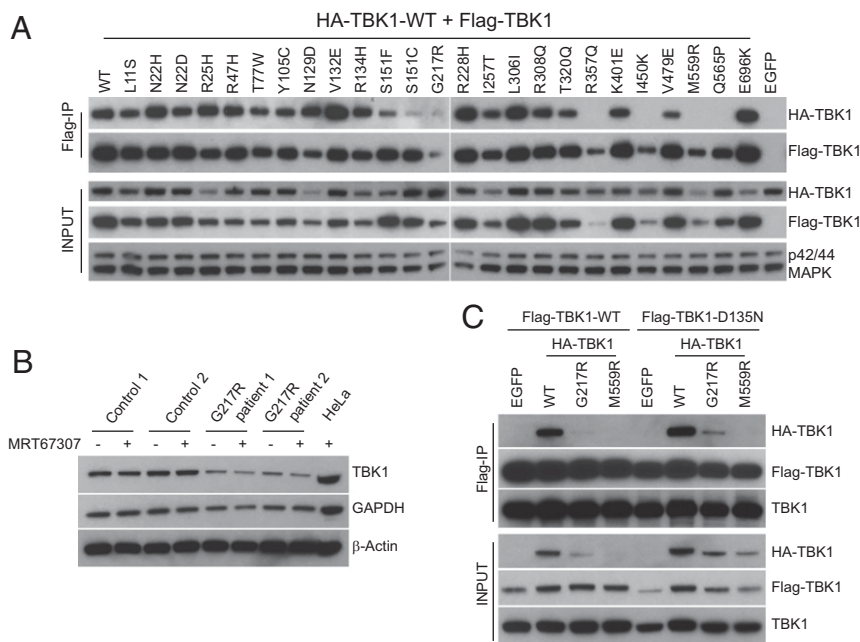 A
HA-TBK1-WT + Flag-TBK1
WT L11S N22H N22D R25H R47H T77W Y105C N129D V132E R134H S151F S151C G217R R228H I257T L306I R308Q T320Q R357Q K401E I450K V479E M559R Q565P E696K EGFP
Flag-IP
HA-TBK1
Flag-TBK1
INPUT
HA-TBK1
Flag-TBK1
p42/44
MAPK
B
Control 1 Control 2 G217R patient 1 G217R patient 2 HeLa
MRT67307 - + - + - + - + +
TBK1
GAPDH
β-Actin
C
Flag-TBK1-WT Flag-TBK1-D135N
HA-TBK1 HA-TBK1
EGFP WT G217R M559R EGFP WT G217R M559R
Flag-IP
HA-TBK1
Flag-TBK1
TBK1
INPUT
HA-TBK1
Flag-TBK1
TBK1